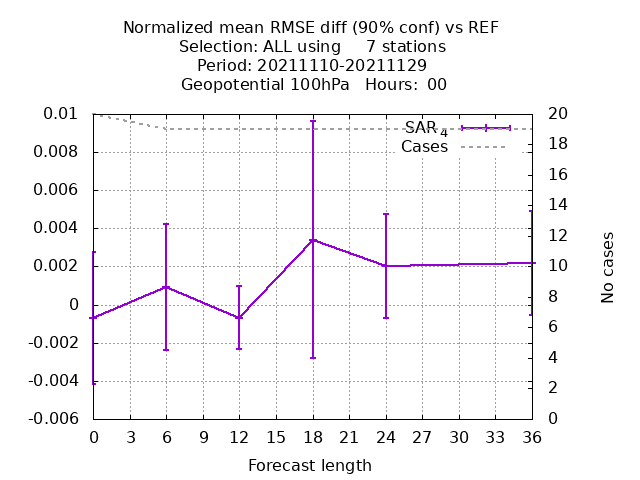 Normalized mean RMSE diff (90% conf) vs REF
Selection: ALL using 7 stations
Period: 20211110-20211129
Geopotential 100hPa Hours: 00
0.01
0.008
0.006
0.004
0.002
0
-0.002
-0.004
-0.006
20
18
16
14
12
10
8
6
4
2
0
SAR 4
Cases
No cases
0 3 6 9 12 15 18 21 24 27 30 33 36
Forecast length